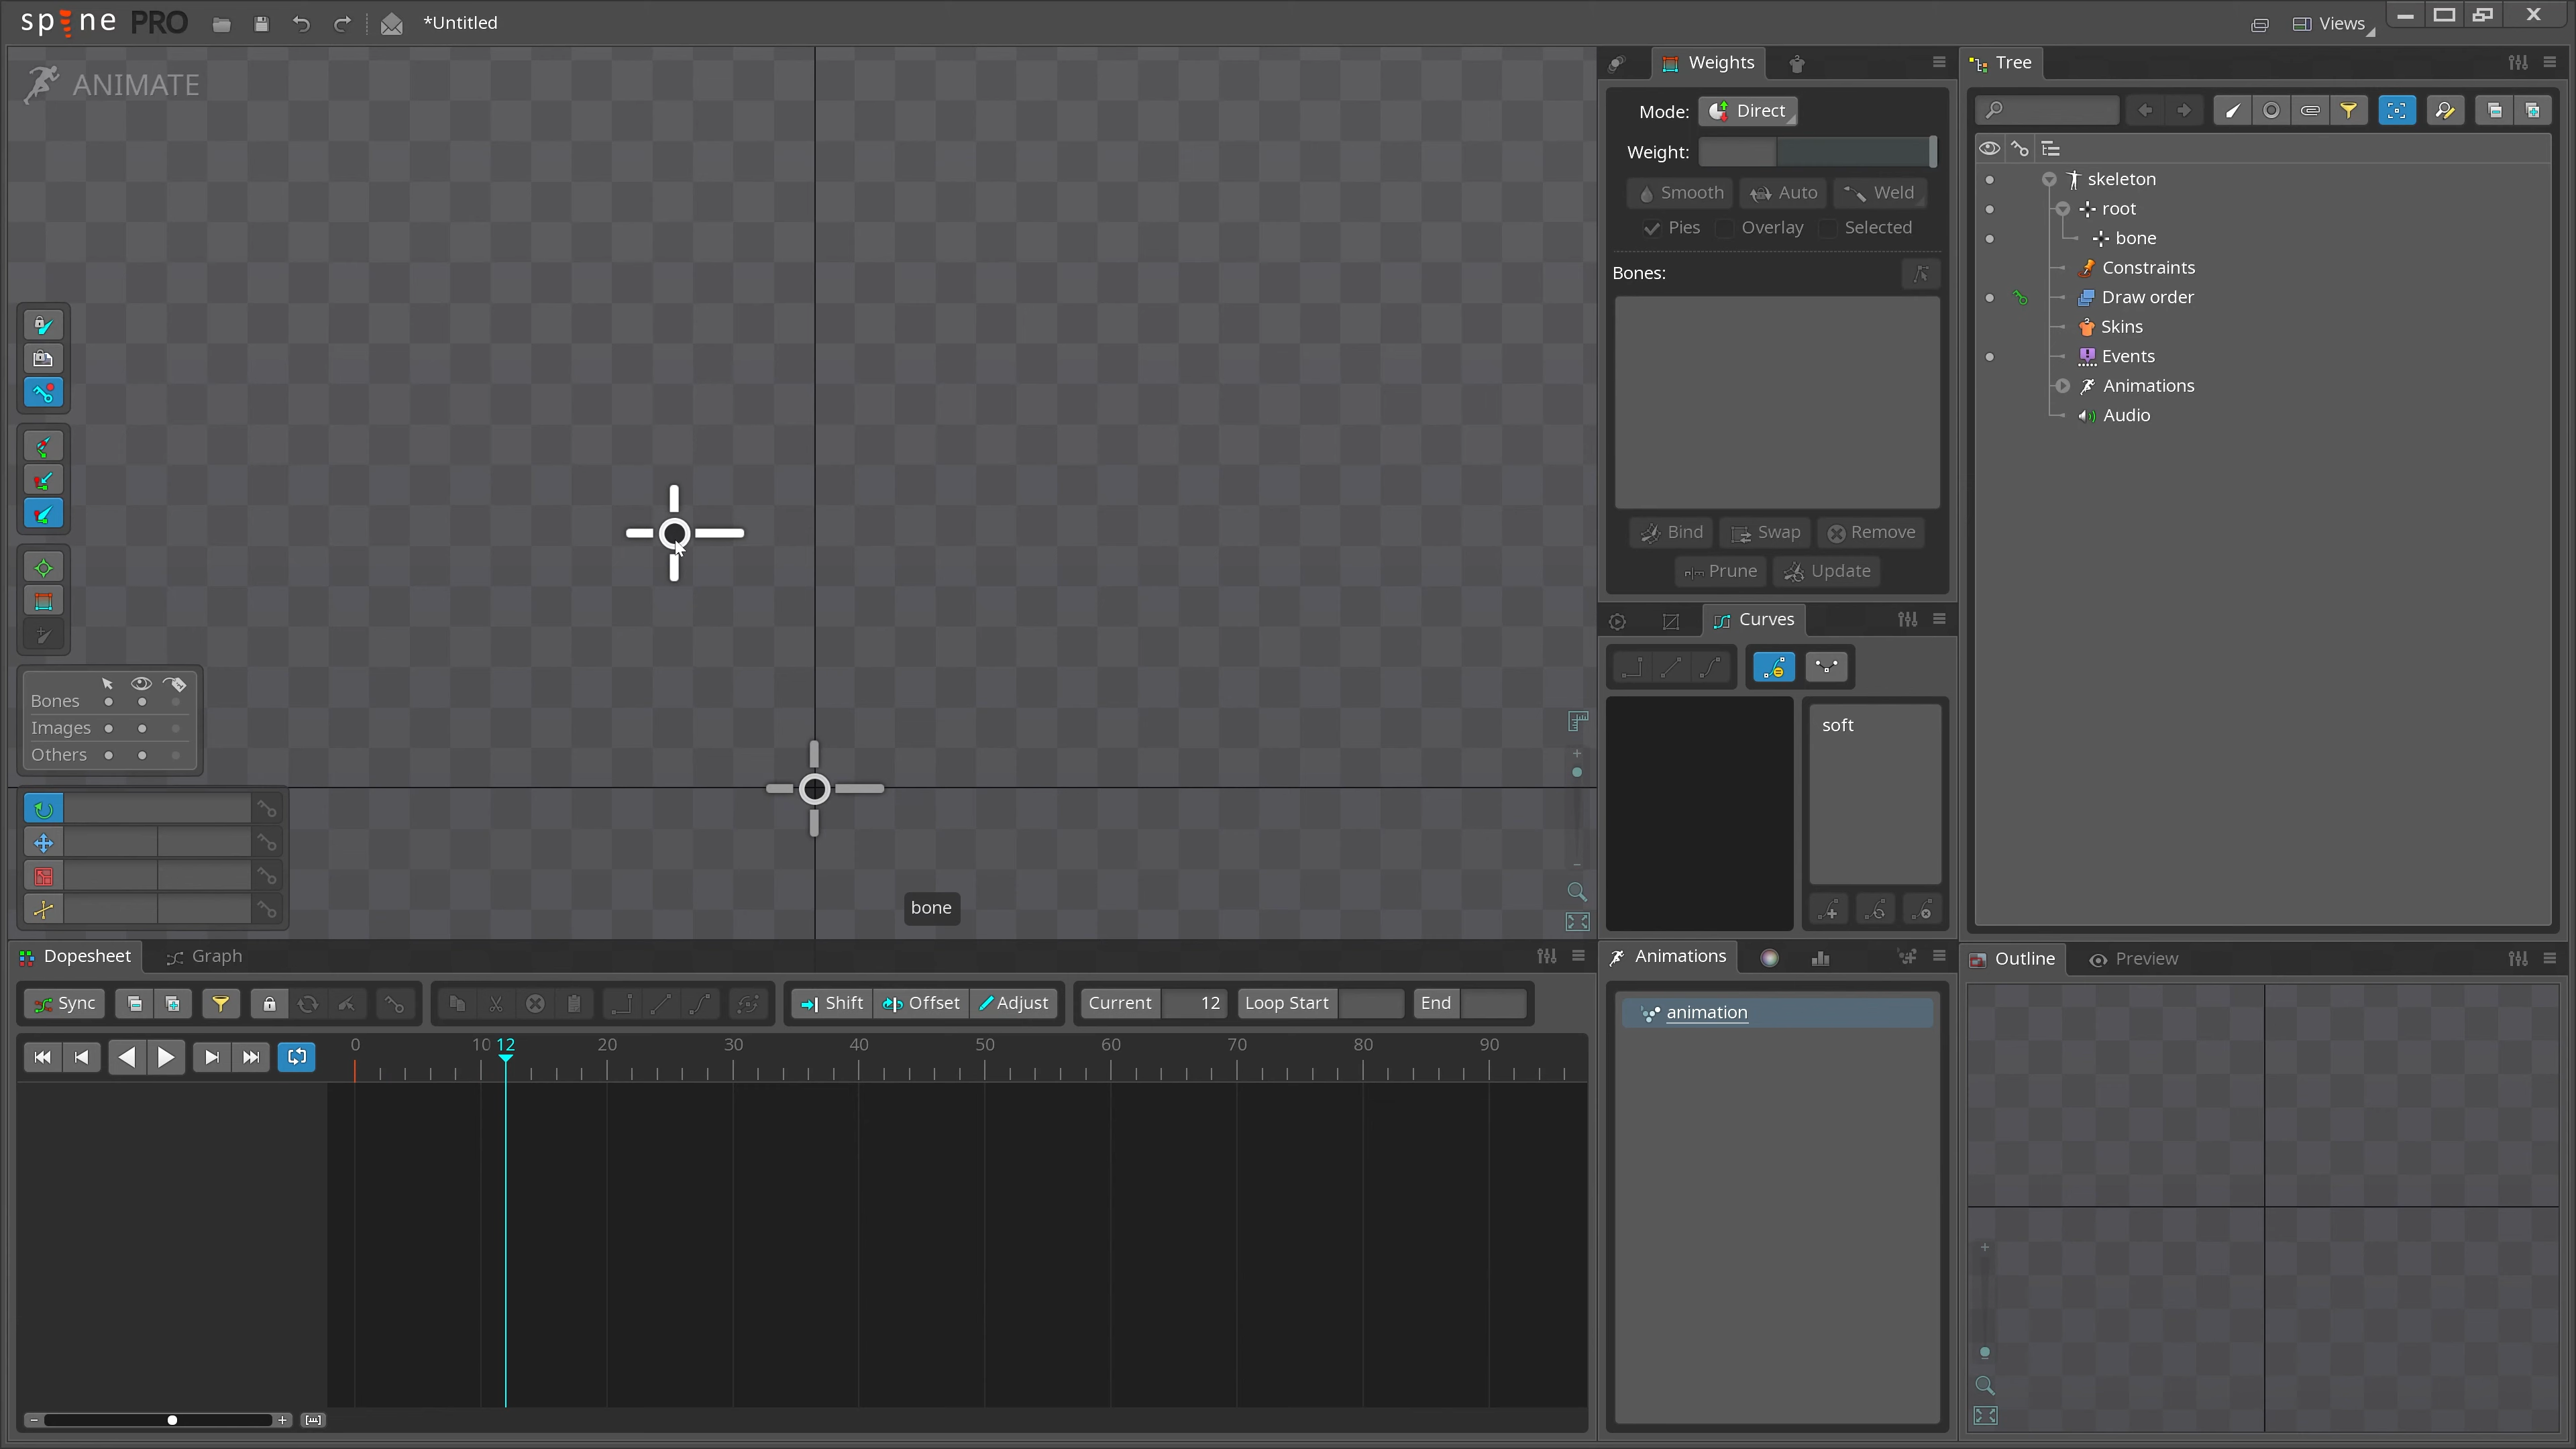 spine PRO
*Untitled
Views
ANIMATE
Bones
Images
Others
bone
Weights
Mode: Direct
Weight:
Smooth Auto Weld
Pies Overlay Selected
Bones:
Bind Swap Remove
Prune Update
Curves
soft
Tree
skeleton
root
bone
Constraints
Draw order
Skins
Events
Animations
Audio
Dopesheet Graph
Sync Shift Offset Adjust Current 12 Loop Start End
0 10 12 20 30 40 50 60 70 80 90
Animations
animation
Outline Preview